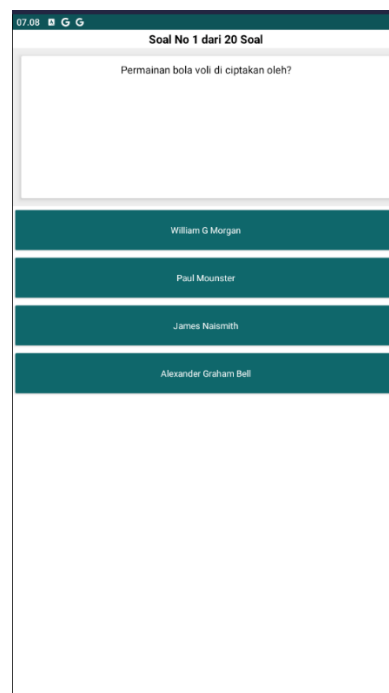 07.08 G G
Soal No 1 dari 20 Soal
Permainan bola voli di ciptakan oleh?
William G Morgan
Paul Mounster
James Naismith
Alexander Graham Bell